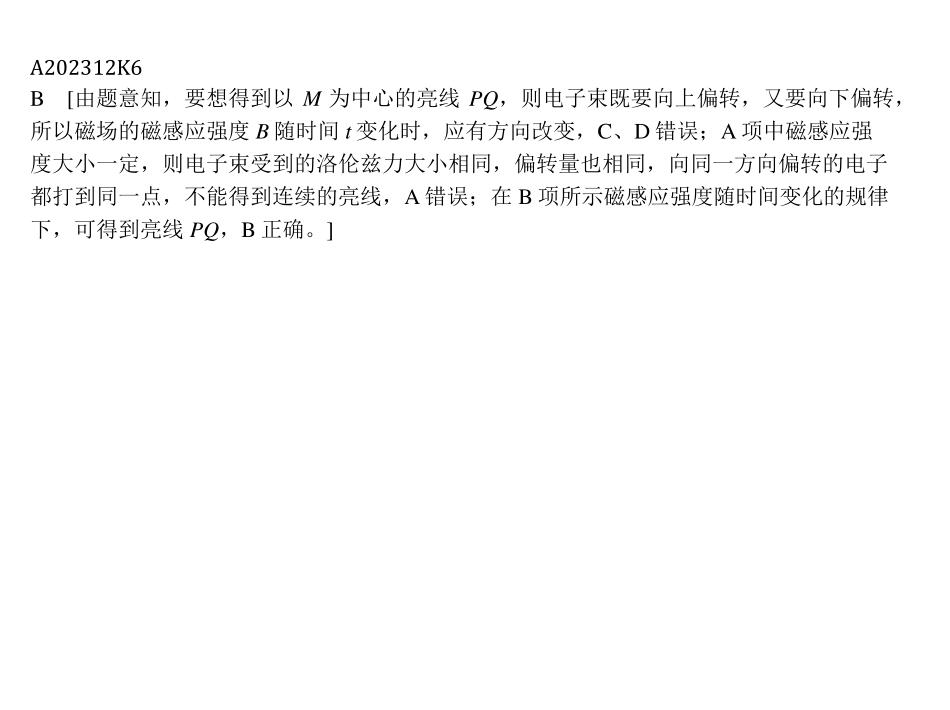 A202312K6
B [由题意知，要想得到以 M 为中心的亮线 PQ，则电子束既要向上偏转，又要向下偏转，
所以磁场的磁感应强度 B 随时间 t 变化时，应有方向改变，C、D 错误；A 项中磁感应强
度大小一定，则电子束受到的洛伦兹力大小相同，偏转量也相同，向同一方向偏转的电子
都打到同一点，不能得到连续的亮线，A 错误；在 B 项所示磁感应强度随时间变化的规律
下，可得到亮线 PQ，B 正确。]